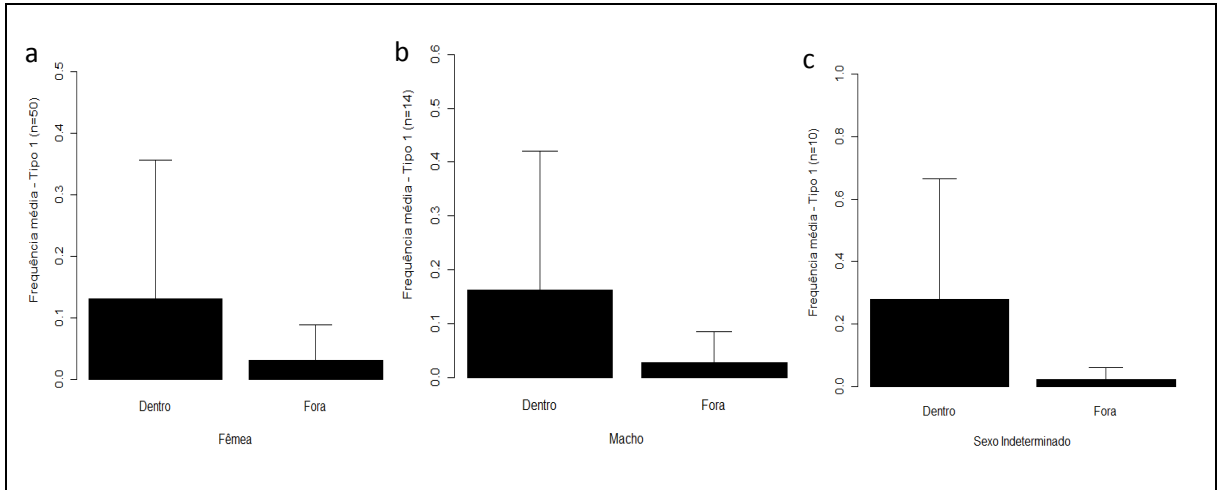 a
Frequência média - Tipo 1 (n=50)
0.5
0.4
0.3
0.2
0.1
0.0
Dentro Fora
Fêmea
b
Frequência média - Tipo 1 (n=14)
0.6
0.5
0.4
0.3
0.2
0.1
0.0
Dentro Fora
Macho
c
Frequência média - Tipo 1 (n=10)
1.0
0.8
0.6
0.4
0.2
0.0
Dentro Fora
Sexo Indeterminado